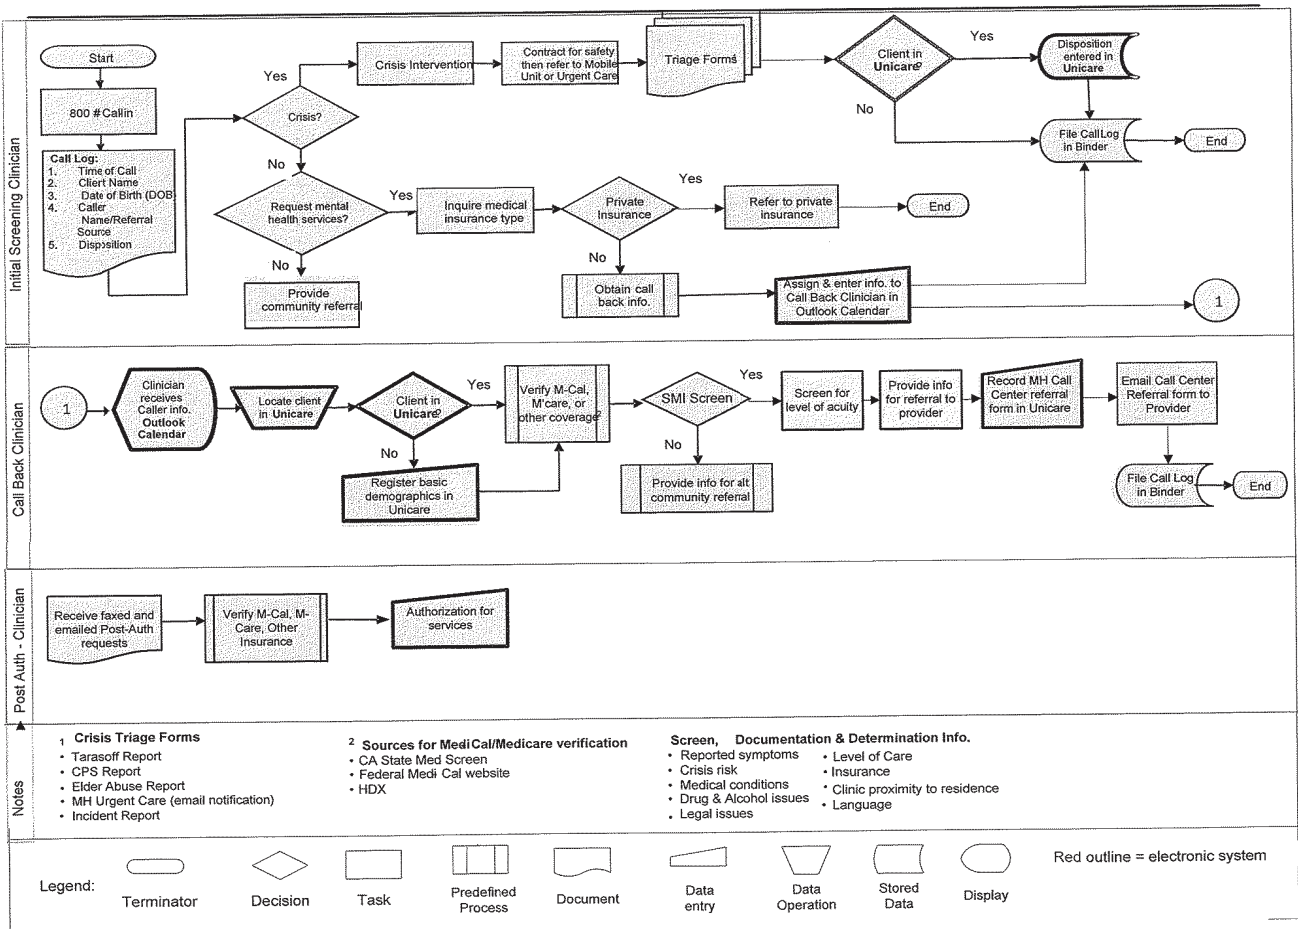 Initial Screening Clinician
Start
800 # Callin
Call Log:
1. Time of Call
2. Client Name
3. Date of Birth (DOB
4. Caller
Name/Referral
Source
5. Disposition
Crisis?
Yes
No
Crisis Intervention
Contract for safety
then refer to Mobile
Unit or Urgent Care
Triage Forms1
Client in
Unicare?
Yes
No
Disposition
entered in
Unicare
File Call Log
in Binder
End
Request mental
health services?
Yes
No
Provide
community referral
Inquire medical
insurance type
Private
Insurance
Yes
No
Refer to private
insurance
End
Obtain call
back info.
Assign & enter info. to
Call Back Clinician in
Outlook Calendar
1
Call Back Clinician
1
Clinician
receives
Caller info.
Outlook
Calendar
Locate client
in Unicare
Client in
Unicare?
Yes
No
Register basic
demographics in
Unicare
Verify M-Cal,
M'care, or
other coverage2
SMI Screen
Yes
No
Provide info for alt
community referral
Screen for
level of acuity
Provide info
for referral to
provider
Record MH Call
Center referral
form in Unicare
Email Call Center
Referral form to
Provider
File Call Log
in Binder
End
Post Auth - Clinician
Receive faxed and
emailed Post-Auth
requests
Verify M-Cal, M-
Care, Other
Insurance
Authorization for
services
Notes
1 Crisis Triage Forms
• Tarasoff Report
• CPS Report
• Elder Abuse Report
• MH Urgent Care (email notification)
• Incident Report
2 Sources for MediCal/Medicare verification
• CA State Med Screen
• Federal Medi Cal website
• HDX
Screen, Documentation & Determination Info.
• Reported symptoms
• Crisis risk
• Medical conditions
• Drug & Alcohol issues
• Legal issues
• Level of Care
• Insurance
• Clinic proximity to residence
• Language
Legend:
Terminator
Decision
Task
Predefined
Process
Document
Data
entry
Data
Operation
Stored
Data
Display
Red outline = electronic system